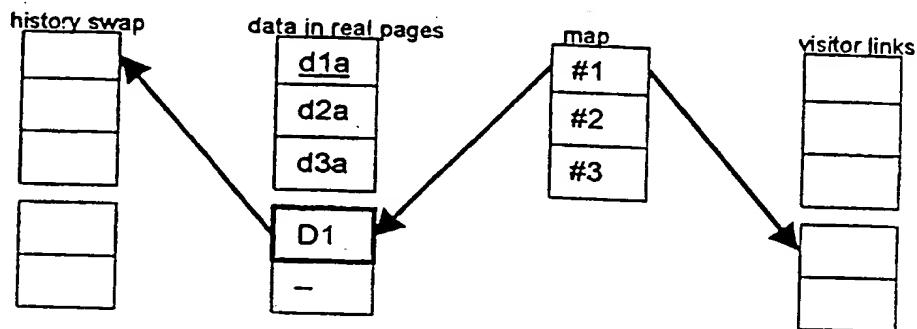 history swap
data in real pages
map
visitor links
d1a
d2a
d3a
D1
–
#1
#2
#3